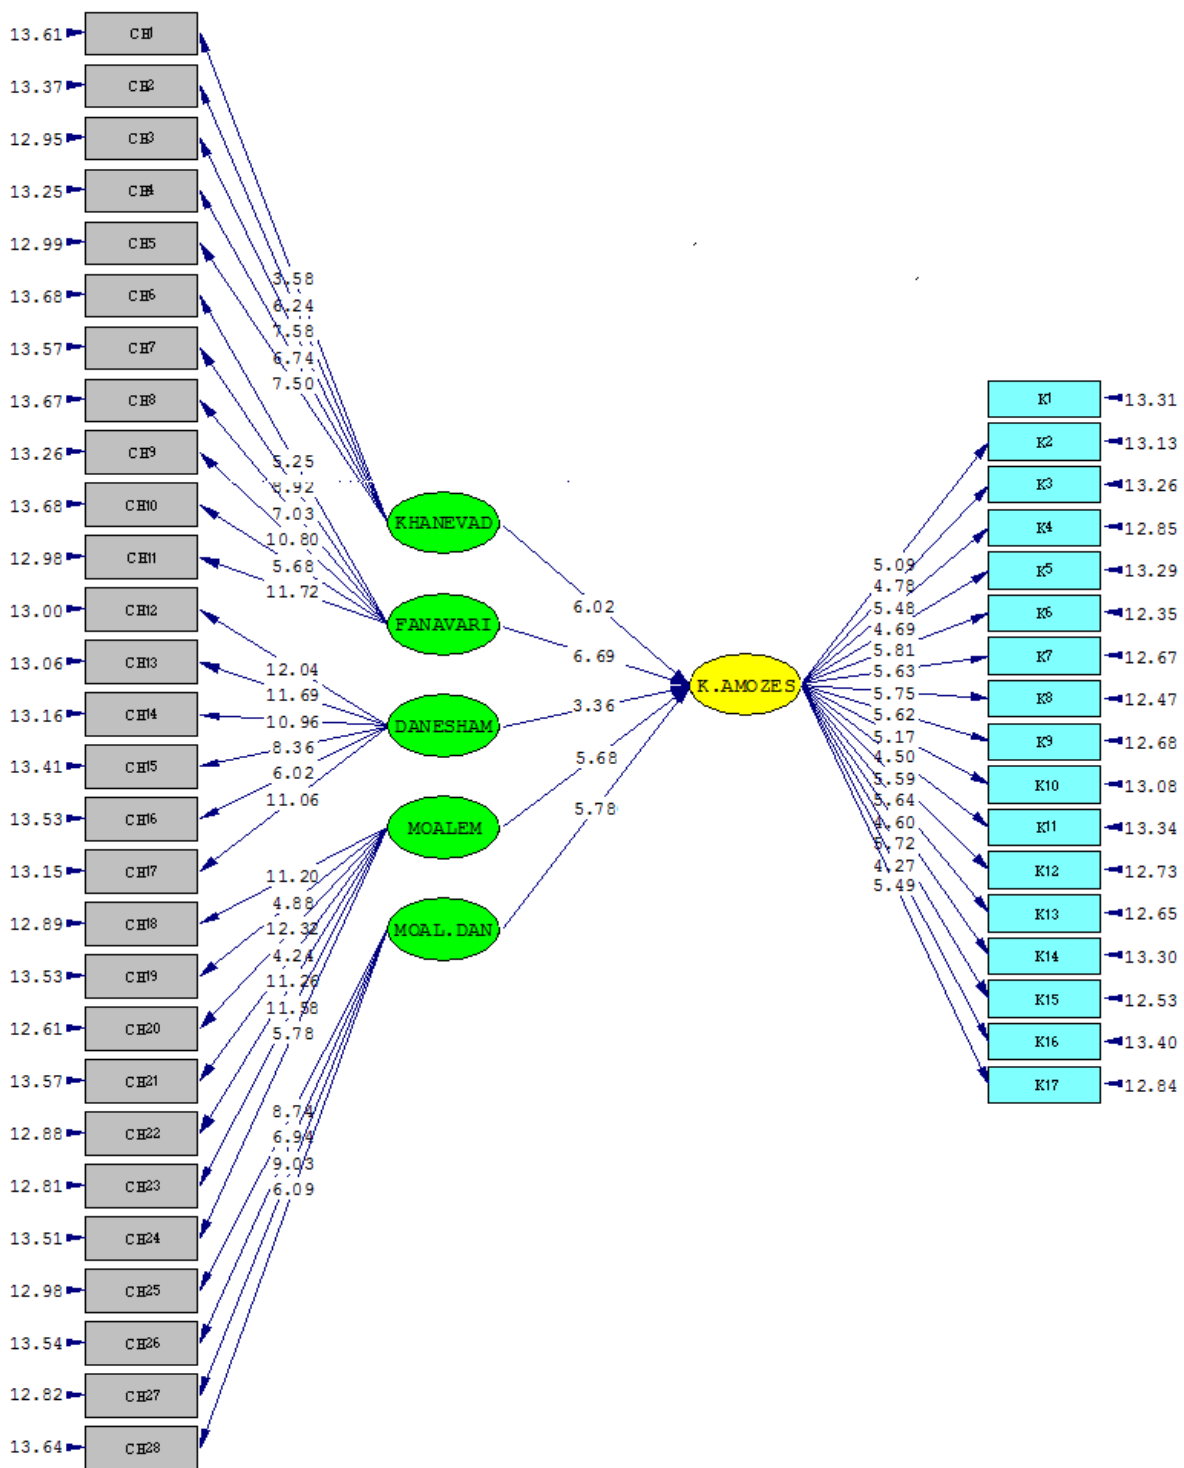 13.61 CH1
13.37 CH2
12.95 CH3
13.25 CH4
12.99 CH5
13.68 CH6
13.57 CH7
13.67 CH8
13.26 CH9
13.68 CH10
12.98 CH11
13.00 CH12
13.06 CH13
13.16 CH14
13.41 CH15
13.53 CH16
13.15 CH17
12.89 CH18
13.53 CH19
12.61 CH20
13.57 CH21
12.88 CH22
12.81 CH23
13.51 CH24
12.98 CH25
13.54 CH26
12.82 CH27
13.64 CH28
3.58
6.24
7.58
6.74
7.50
5.25
8.92
7.03
10.80
5.68
11.72
12.04
11.69
10.96
8.36
6.02
11.06
11.20
4.88
12.32
4.24
11.26
11.58
5.78
8.74
6.94
9.03
6.09
KHANEVAD
FANAVARI
DANESHAM
MOALEM
MOAL.DAN
6.02
6.69
3.36
5.68
5.78
K.AMOZES
5.09
4.78
5.48
4.69
5.81
5.63
5.75
5.62
5.17
4.50
5.59
5.64
4.60
5.72
4.27
5.49
K1 13.31
K2 13.13
K3 13.26
K4 12.85
K5 13.29
K6 12.35
K7 12.67
K8 12.47
K9 12.68
K10 13.08
K11 13.34
K12 12.73
K13 12.65
K14 13.30
K15 12.53
K16 13.40
K17 12.84